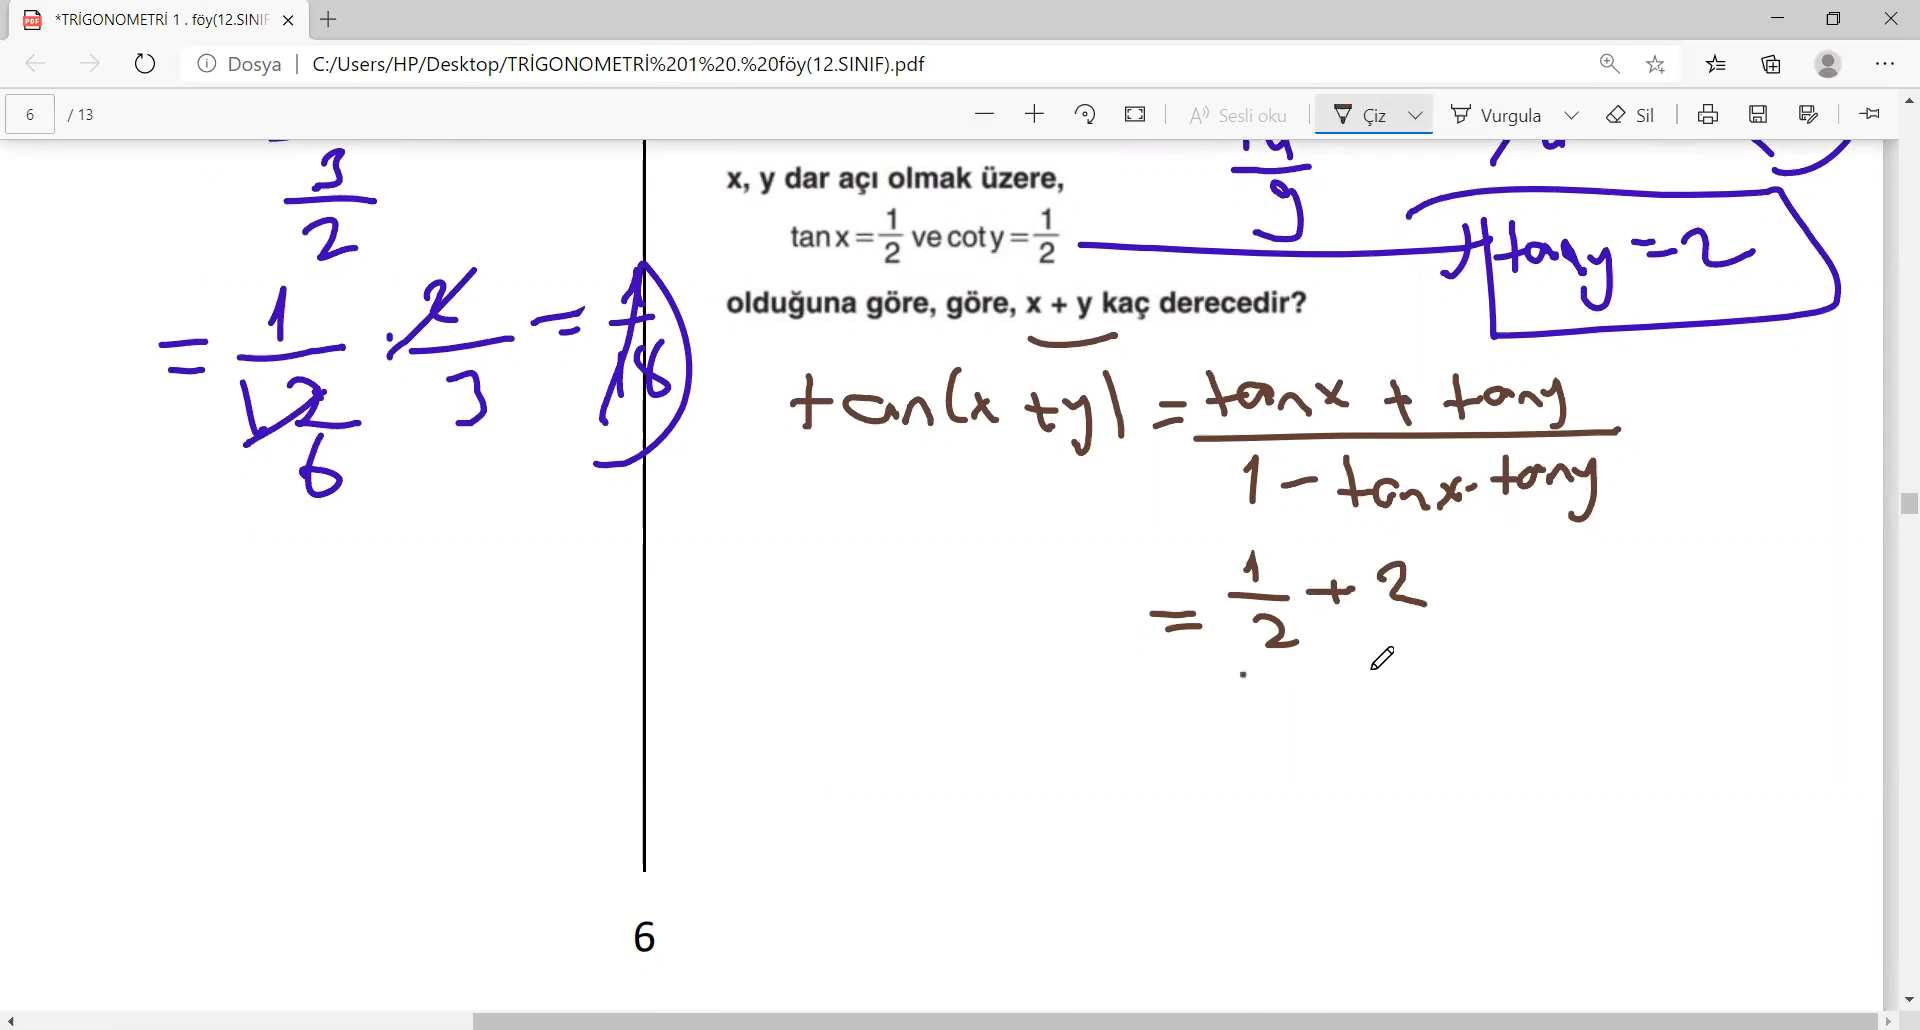 *TRİGONOMETRİ 1 . föy(12.SINIF
Dosya | C:/Users/HP/Desktop/TRİGONOMETRİ%201%20.%20föy(12.SINIF).pdf
6 / 13
Sesli oku
Çiz
Vurgula
Sil
3
2
= 1/12 · 2/3 = 1/18
6
x, y dar açı olmak üzere,
tan x = 1/2 ve cot y = 1/2
tany = 2
olduğuna göre, göre, x + y kaç derecedir?
tan(x + y) = tanx + tany
1 - tanx · tany
= 1/2 + 2
6